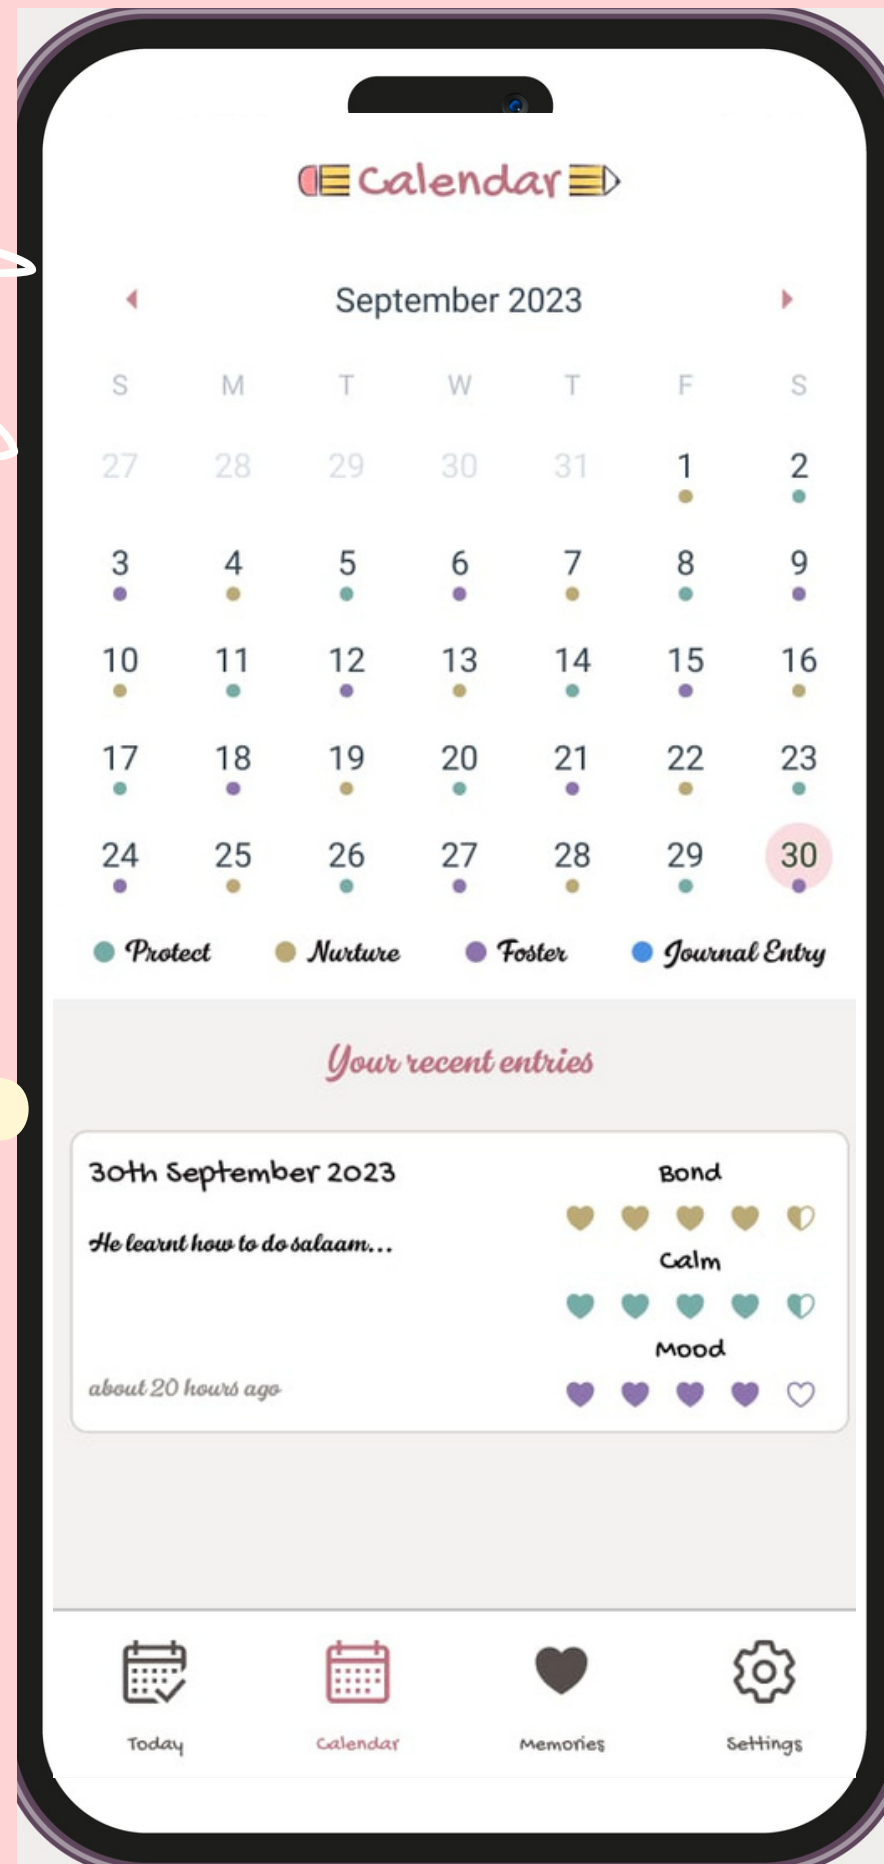 Calendar
September 2023
S M T W T F S
27 28 29 30 31 1 2
3 4 5 6 7 8 9
10 11 12 13 14 15 16
17 18 19 20 21 22 23
24 25 26 27 28 29 30
Protect Nurture Foster Journal Entry
Your recent entries
30th September 2023
He learnt how to do salaam...
about 20 hours ago
Bond
Calm
Mood
Today Calendar Memories Settings